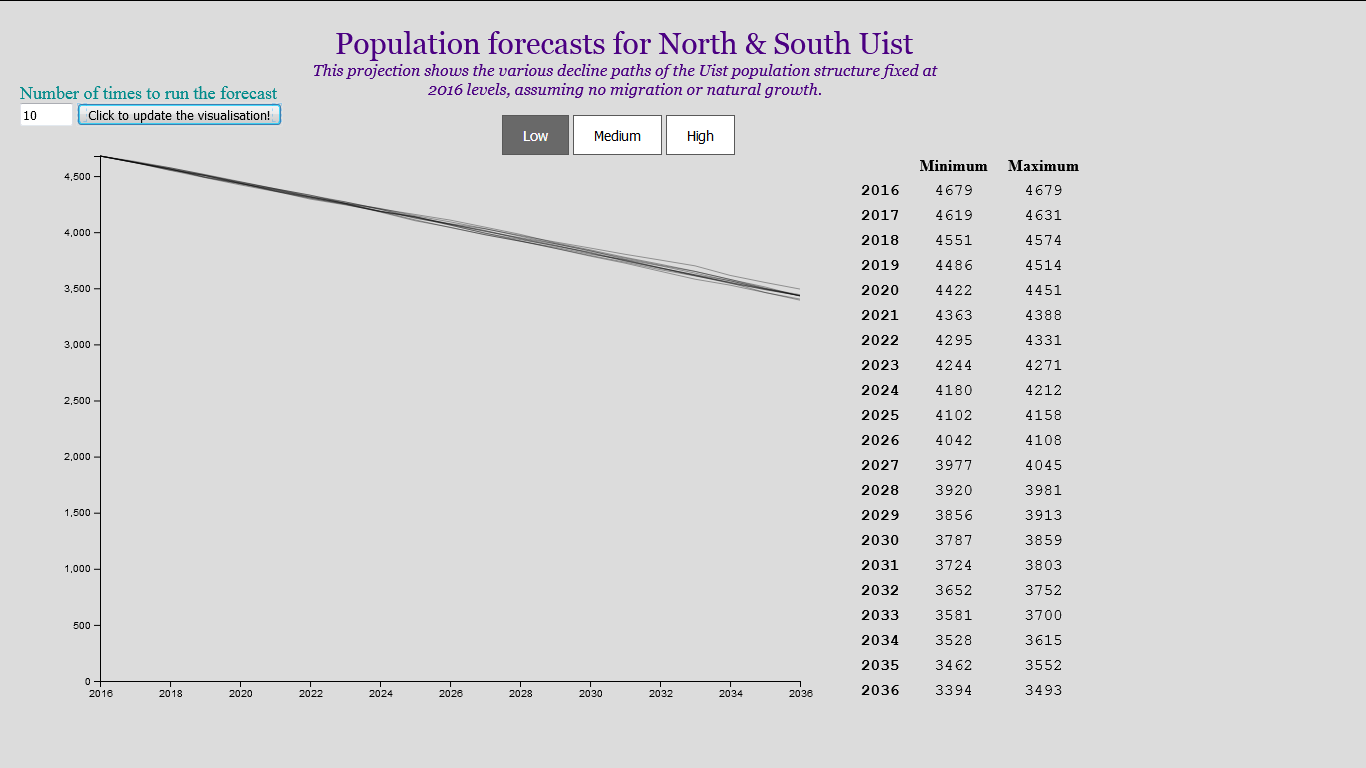 Population forecasts for North & South Uist
This projection shows the various decline paths of the Uist population structure fixed at
2016 levels, assuming no migration or natural growth.
Number of times to run the forecast
10 Click to update the visualisation!
Low Medium High
4,500
4,000
3,500
3,000
2,500
2,000
1,500
1,000
500
0
2016 2018 2020 2022 2024 2026 2028 2030 2032 2034 2036
Minimum Maximum
2016 4679 4679
2017 4619 4631
2018 4551 4574
2019 4486 4514
2020 4422 4451
2021 4363 4388
2022 4295 4331
2023 4244 4271
2024 4180 4212
2025 4102 4158
2026 4042 4108
2027 3977 4045
2028 3920 3981
2029 3856 3913
2030 3787 3859
2031 3724 3803
2032 3652 3752
2033 3581 3700
2034 3528 3615
2035 3462 3552
2036 3394 3493